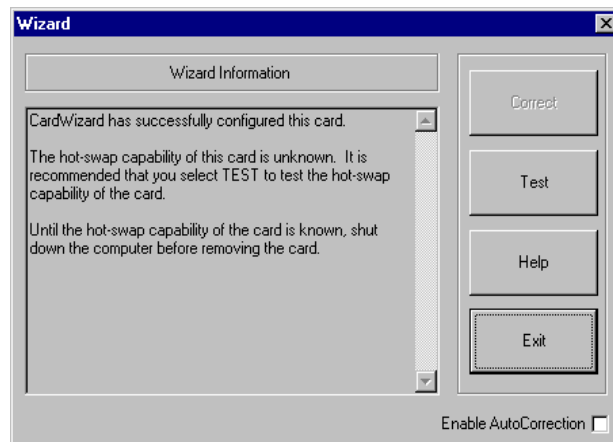 Wizard
Wizard Information
CardWizard has successfully configured this card.
The hot-swap capability of this card is unknown.  It is
recommended that you select TEST to test the hot-swap
capability of the card.
Until the hot-swap capability of the card is known, shut
down the computer before removing the card.
Correct
Test
Help
Exit
Enable AutoCorrection